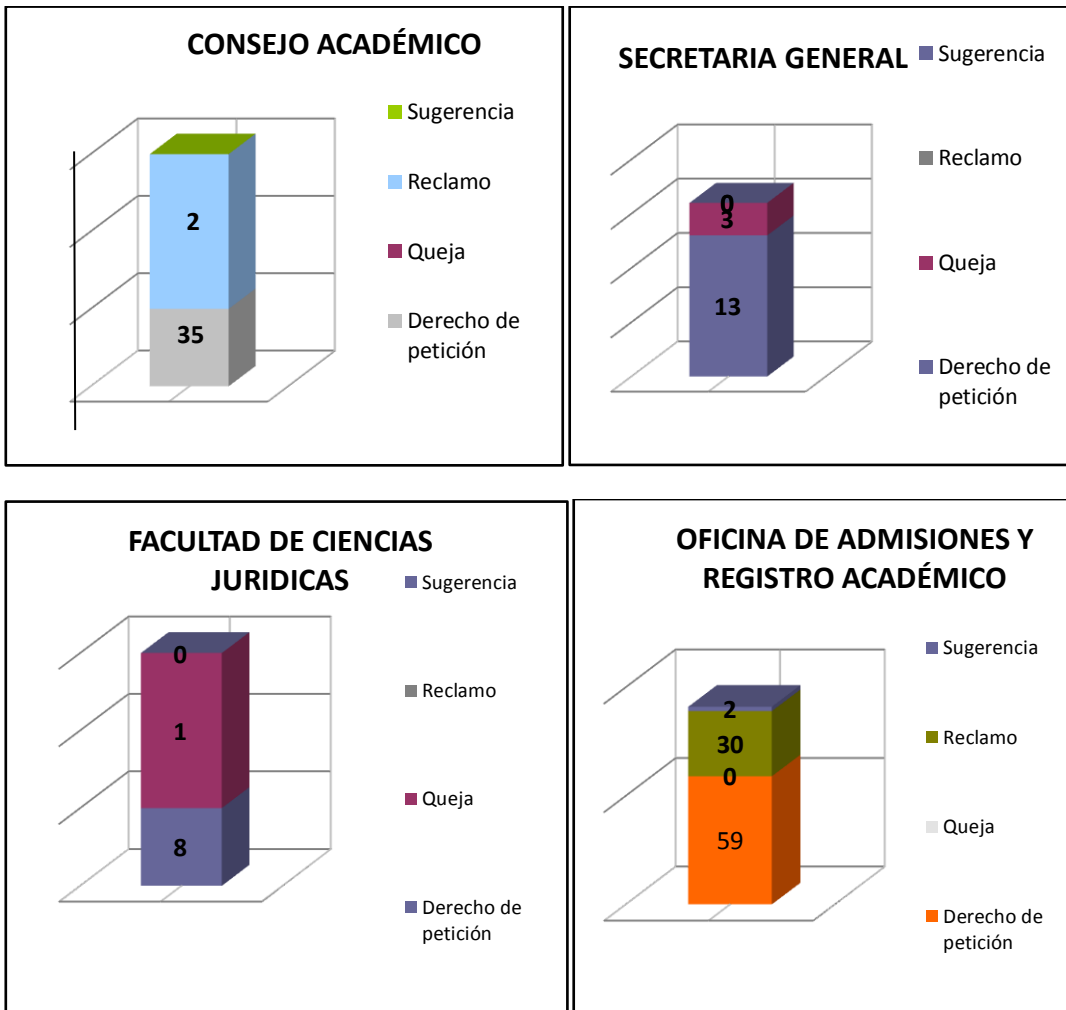 CONSEJO ACADÉMICO
Sugerencia
Reclamo
Queja
Derecho de
petición
2
35
SECRETARIA GENERAL
Sugerencia
Reclamo
Queja
Derecho de
petición
0
3
13
FACULTAD DE CIENCIAS
JURIDICAS
Sugerencia
Reclamo
Queja
Derecho de
petición
0
1
8
OFICINA DE ADMISIONES Y
REGISTRO ACADÉMICO
Sugerencia
Reclamo
Queja
Derecho de
petición
2
30
0
59